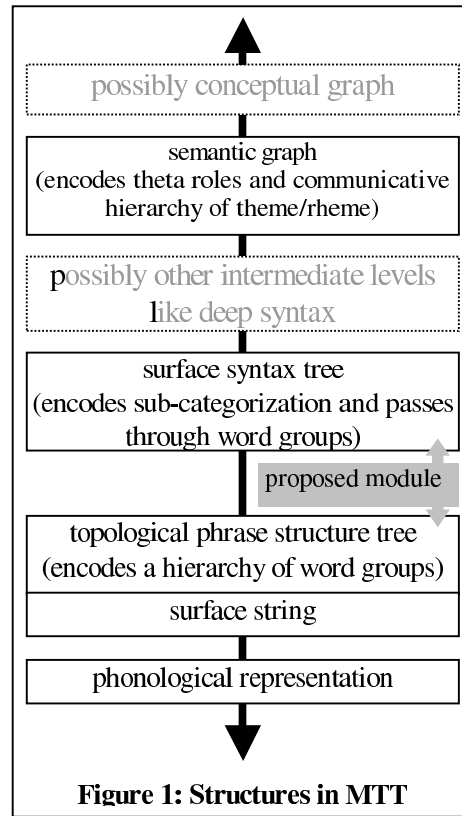 possibly conceptual graph
semantic graph
(encodes theta roles and communicative
hierarchy of theme/rheme)
possibly other intermediate levels
like deep syntax
surface syntax tree
(encodes sub-categorization and passes
through word groups)
proposed module
topological phrase structure tree
(encodes a hierarchy of word groups)
surface string
phonological representation
Figure 1: Structures in MTT